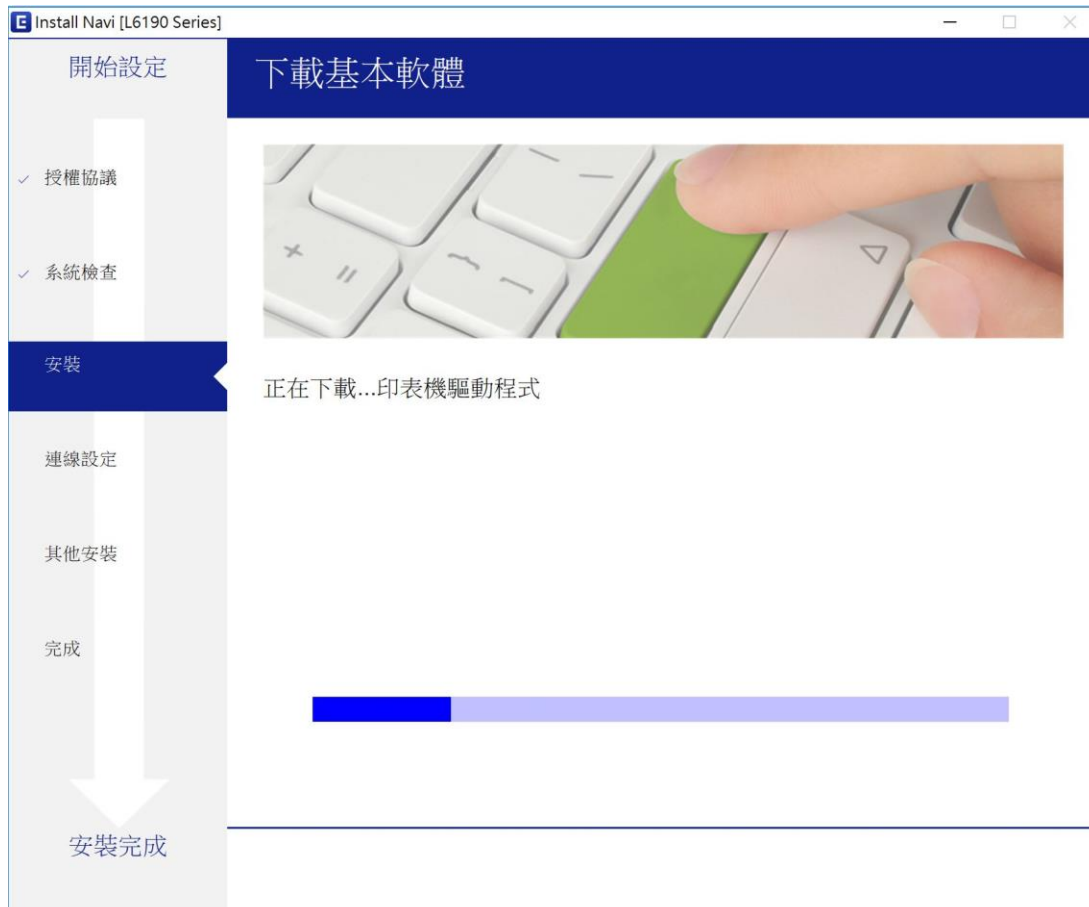 Install Navi [L6190 Series]
開始設定
下載基本軟體
授權協議
系統檢查
安裝
正在下載...印表機驅動程式
連線設定
其他安裝
完成
安裝完成